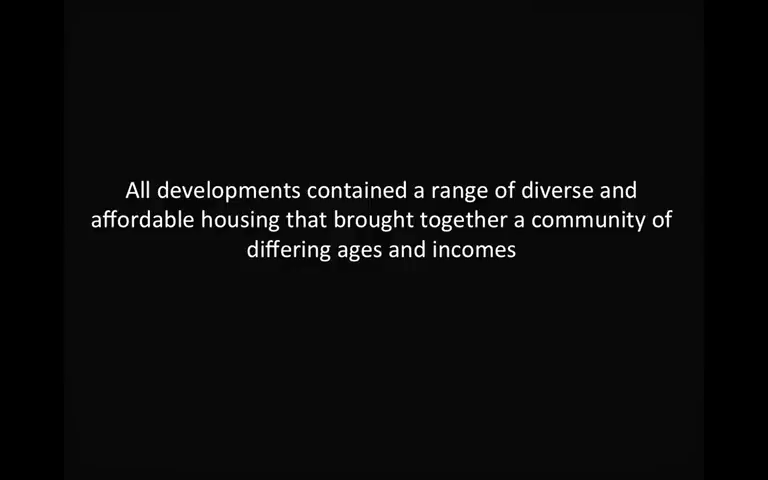 All developments contained a range of diverse and
affordable housing that brought together a community of
differing ages and incomes